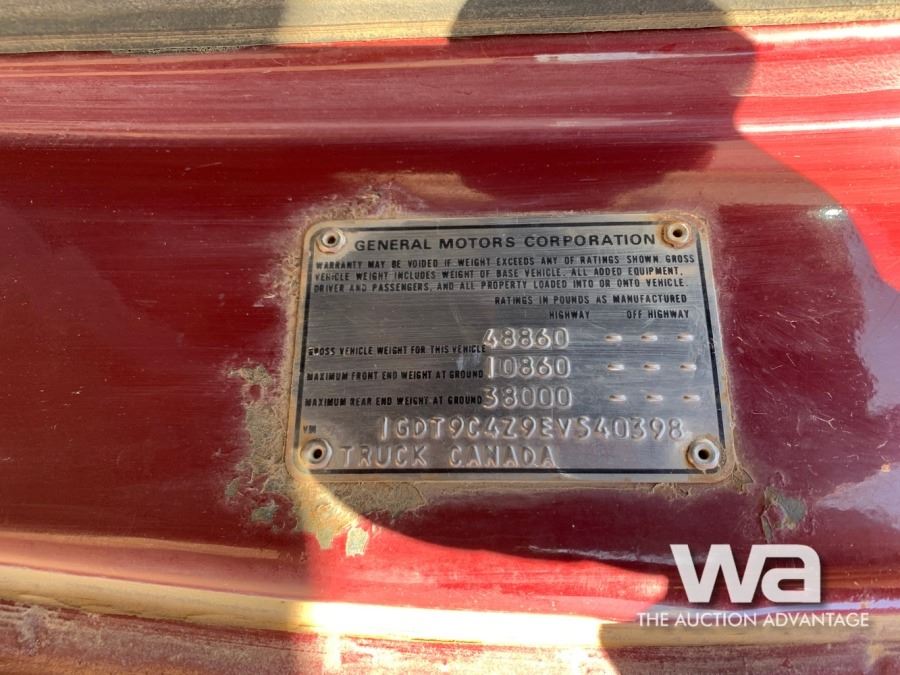 GENERAL MOTORS CORPORATION
WARRANTY MAY BE VOIDED IF WEIGHT EXCEEDS ANY OF RATINGS SHOWN. GROSS
VEHICLE WEIGHT INCLUDES WEIGHT OF BASE VEHICLE, ALL ADDED EQUIPMENT,
DRIVER AND PASSENGERS, AND ALL PROPERTY LOADED INTO OR ONTO VEHICLE.
RATINGS IN POUNDS AS MANUFACTURED
HIGHWAY OFF HIGHWAY
GROSS VEHICLE WEIGHT FOR THIS VEHICLE 48860 - - -
MAXIMUM FRONT END WEIGHT AT GROUND 10860 - - -
MAXIMUM REAR END WEIGHT AT GROUND 38000 - - -
VIN 1GDT9C4Z9EV540398
TRUCK CANADA
wa
THE AUCTION ADVANTAGE